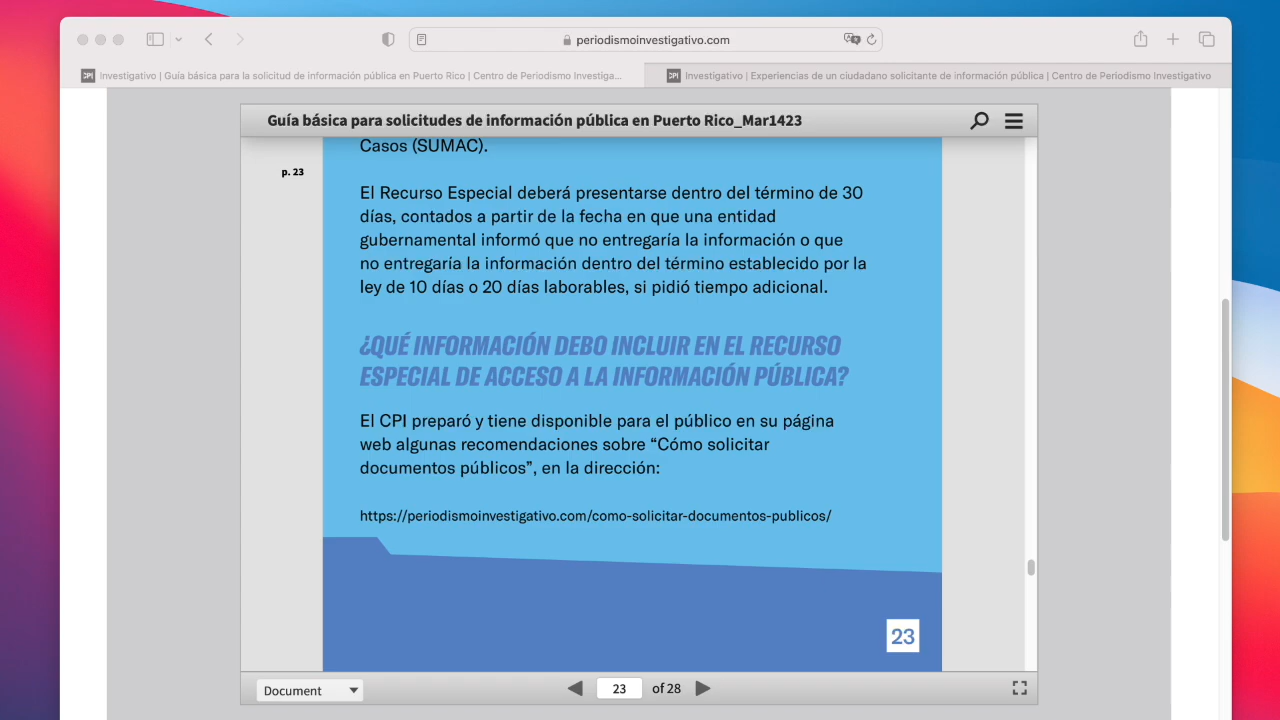 periodismoinvestigativo.com
CPI Investigativo | Guía básica para la solicitud de información pública en Puerto Rico | Centro de Periodismo Investiga...
CPI Investigativo | Experiencias de un ciudadano solicitante de información pública | Centro de Periodismo Investigativo
Guía básica para solicitudes de información pública en Puerto Rico_Mar1423
Casos (SUMAC).
p. 23
El Recurso Especial deberá presentarse dentro del término de 30
días, contados a partir de la fecha en que una entidad
gubernamental informó que no entregaría la información o que
no entregaría la información dentro del término establecido por la
ley de 10 días o 20 días laborables, si pidió tiempo adicional.
¿QUÉ INFORMACIÓN DEBO INCLUIR EN EL RECURSO
ESPECIAL DE ACCESO A LA INFORMACIÓN PÚBLICA?
El CPI preparó y tiene disponible para el público en su página
web algunas recomendaciones sobre “Cómo solicitar
documentos públicos”, en la dirección:
https://periodismoinvestigativo.com/como-solicitar-documentos-publicos/
23
Document
23 of 28